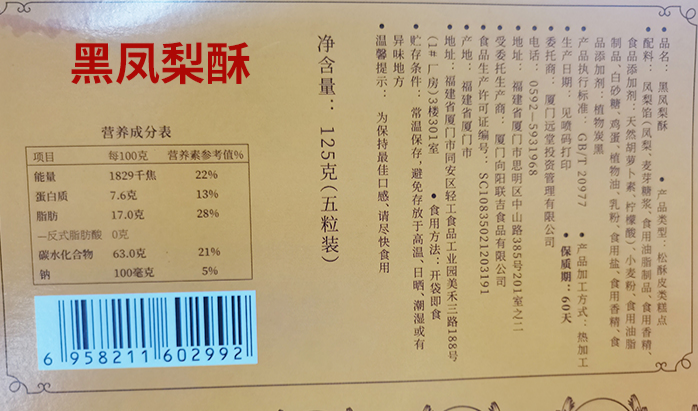 黑凤梨酥
●品名：黑凤梨酥 ●产品类型：松酥皮类糕点
●配料：凤梨馅(凤梨、麦芽糖浆、食用油脂制品、食用香精、
食品添加剂：天然胡萝卜素、柠檬酸)、小麦粉、食用油脂
制品、白砂糖、鸡蛋、植物油、乳粉、食用盐、食用香精、食
品添加剂：植物炭黑
●产品执行标准：GB/T 20977 ●产品加工方式：热加工
●生产日期：见喷码打印 ●保质期：60天
●委托商：厦门远堂投资管理有限公司
●电话：0592-5931968
●地址：福建省厦门市思明区中山路385号201室之二
●受委托生产商：厦门向阳联吉食品有限公司
●食品生产许可证编号：SC10835021203191
●产地：福建省厦门市
●地址：福建省厦门市同安区轻工食品工业园美禾三路188号
(1#厂房)3楼301室 ●食用方法：开袋即食
●贮存条件：常温保存，避免存放于高温、日晒、潮湿或有
异味地方
●温馨提示：为保持最佳口感、请尽快食用
净含量：125克(五粒装)
营养成分表
项目 每100克 营养素参考值%
能量 1829千焦 22%
蛋白质 7.6克 13%
脂肪 17.0克 28%
—反式脂肪酸 0克
碳水化合物 63.0克 21%
钠 100毫克 5%
6 958211 602992